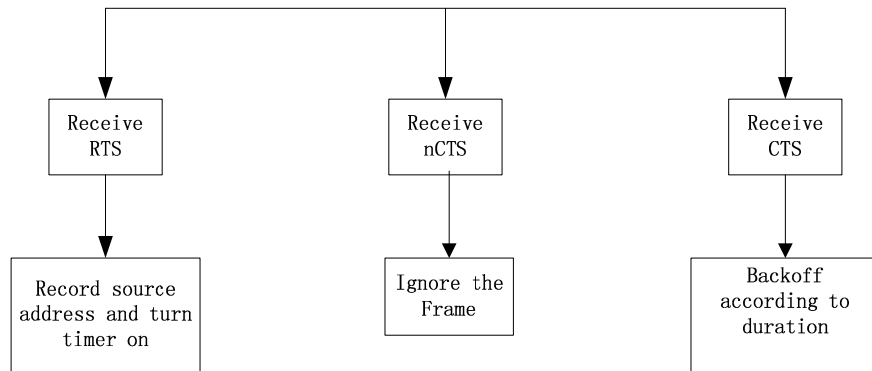 Receive
RTS
Receive
nCTS
Receive
CTS
Record source
address and turn
timer on
Ignore the
Frame
Backoff
according to
duration